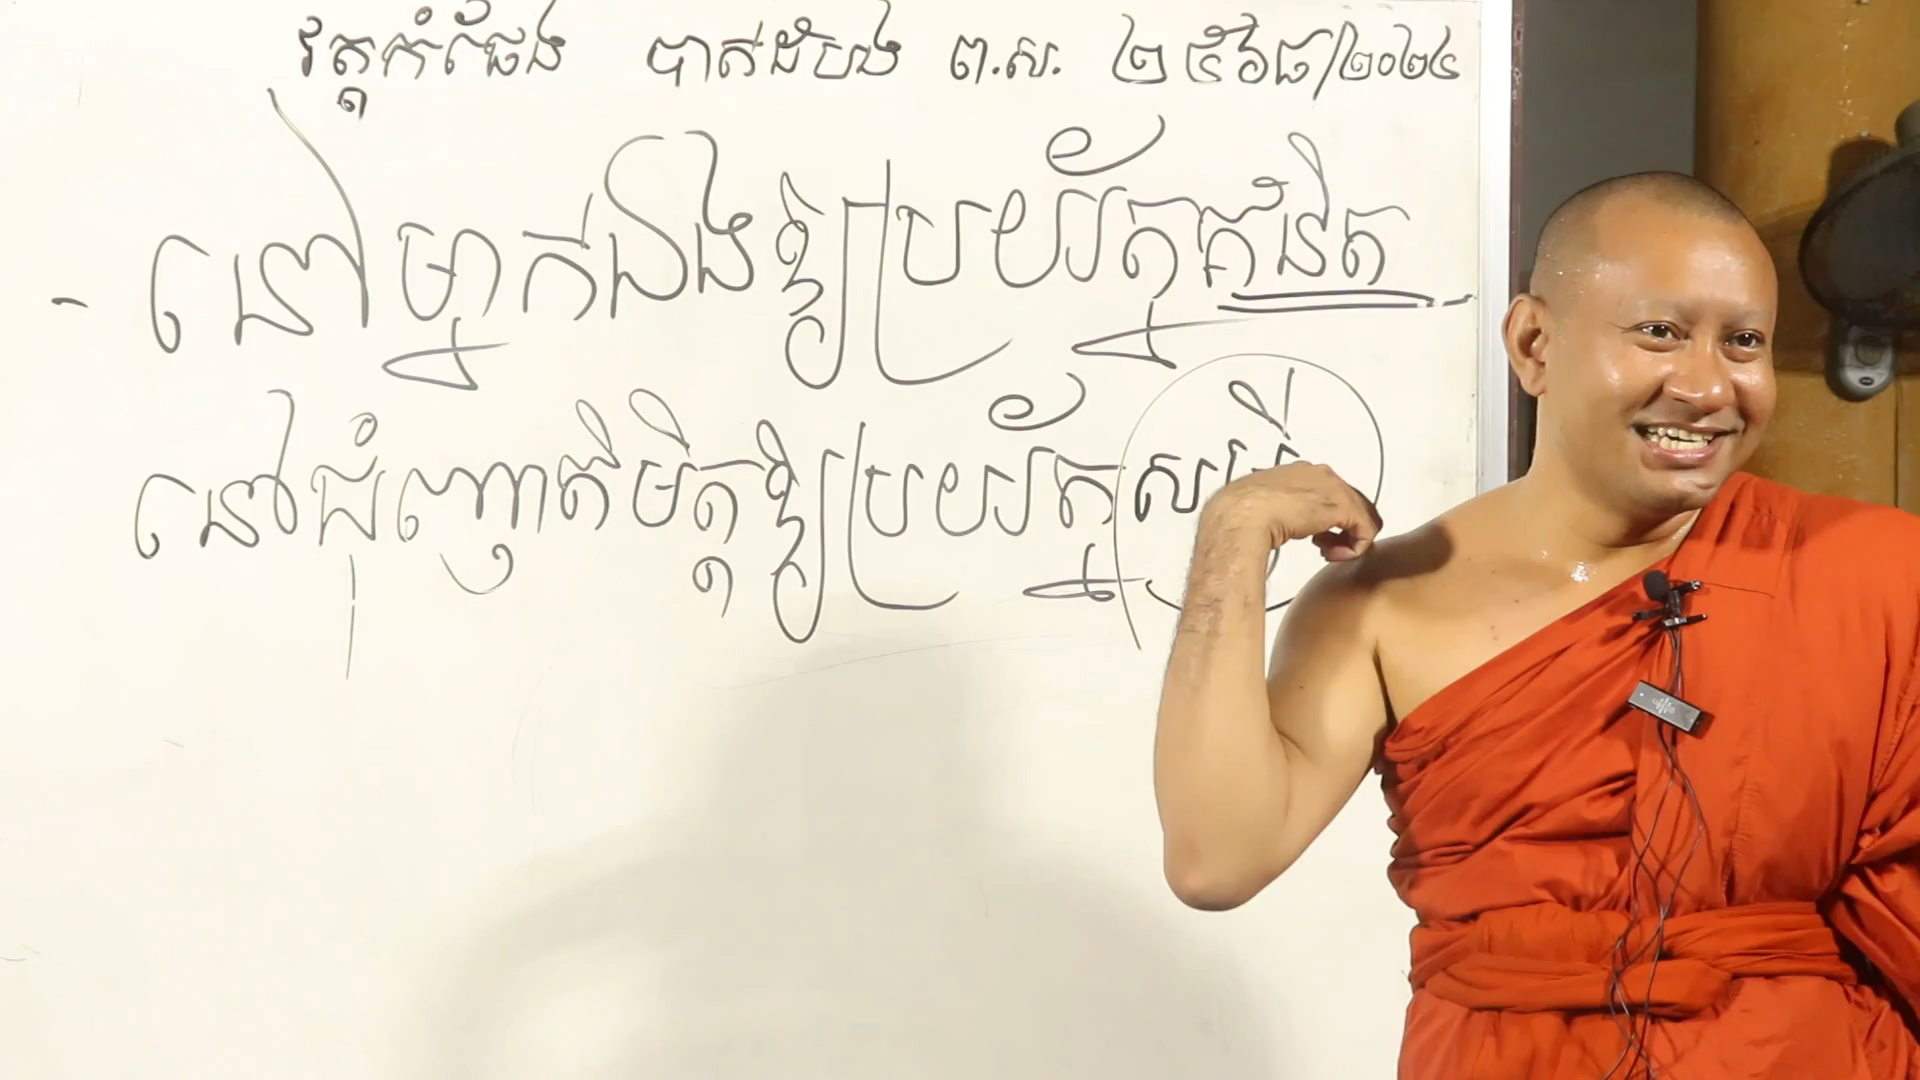 វត្តកំផែង បាត់ដំបង ព.ស. ២៥៦៨/២០២៤
- នៅម្នាក់ឯងឱ្យប្រយ័ត្នគំនិត
នៅជុំញាតិមិត្តឱ្យប្រយ័ត្ន